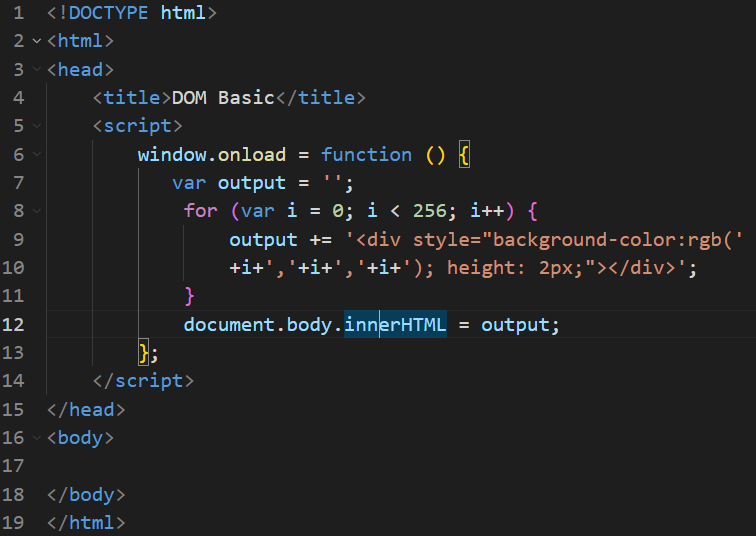 1 <!DOCTYPE html>
2 <html>
3 <head>
4     <title>DOM Basic</title>
5     <script>
6         window.onload = function () {
7            var output = '';
8             for (var i = 0; i < 256; i++) {
9                 output += '<div style="background-color:rgb('
10                 +i+','+i+','+i+'); height: 2px;"></div>';
11             }
12             document.body.innerHTML = output;
13         };
14     </script>
15 </head>
16 <body>
17
18 </body>
19 </html>